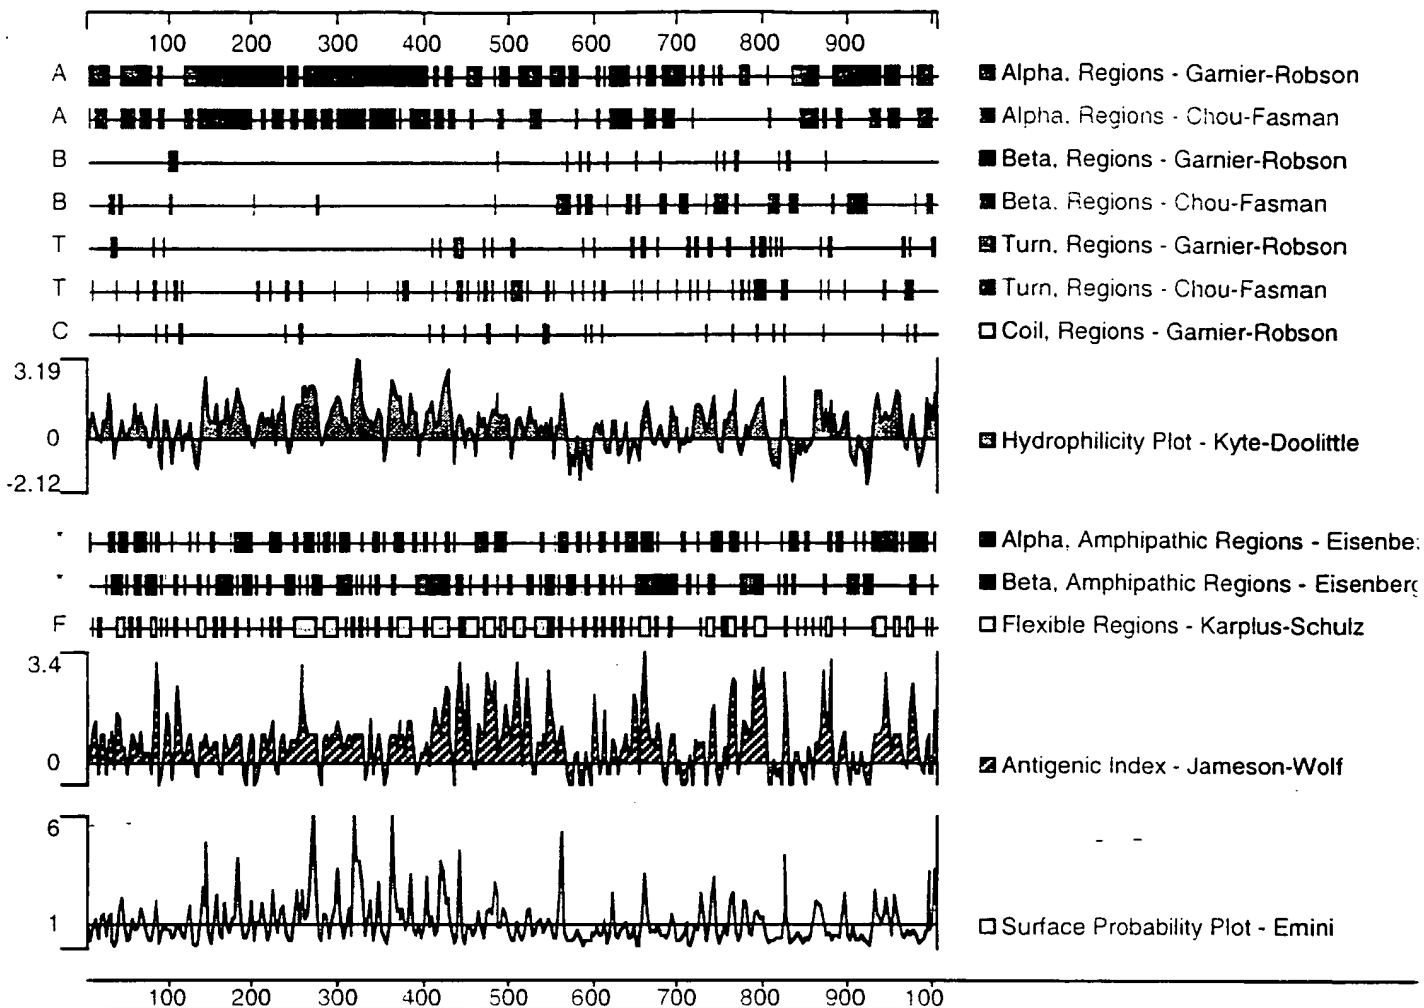 100 200 300 400 500 600 700 800 900
A Alpha, Regions - Garnier-Robson
A Alpha, Regions - Chou-Fasman
B Beta, Regions - Garnier-Robson
B Beta, Regions - Chou-Fasman
T Turn, Regions - Garnier-Robson
T Turn, Regions - Chou-Fasman
C Coil, Regions - Garnier-Robson
3.19
0 Hydrophilicity Plot - Kyte-Doolittle
-2.12
* Alpha, Amphipathic Regions - Eisenbe
* Beta, Amphipathic Regions - Eisenberg
F Flexible Regions - Karplus-Schulz
3.4
0 Antigenic Index - Jameson-Wolf
6
1 Surface Probability Plot - Emini
100 200 300 400 500 600 700 800 900 100